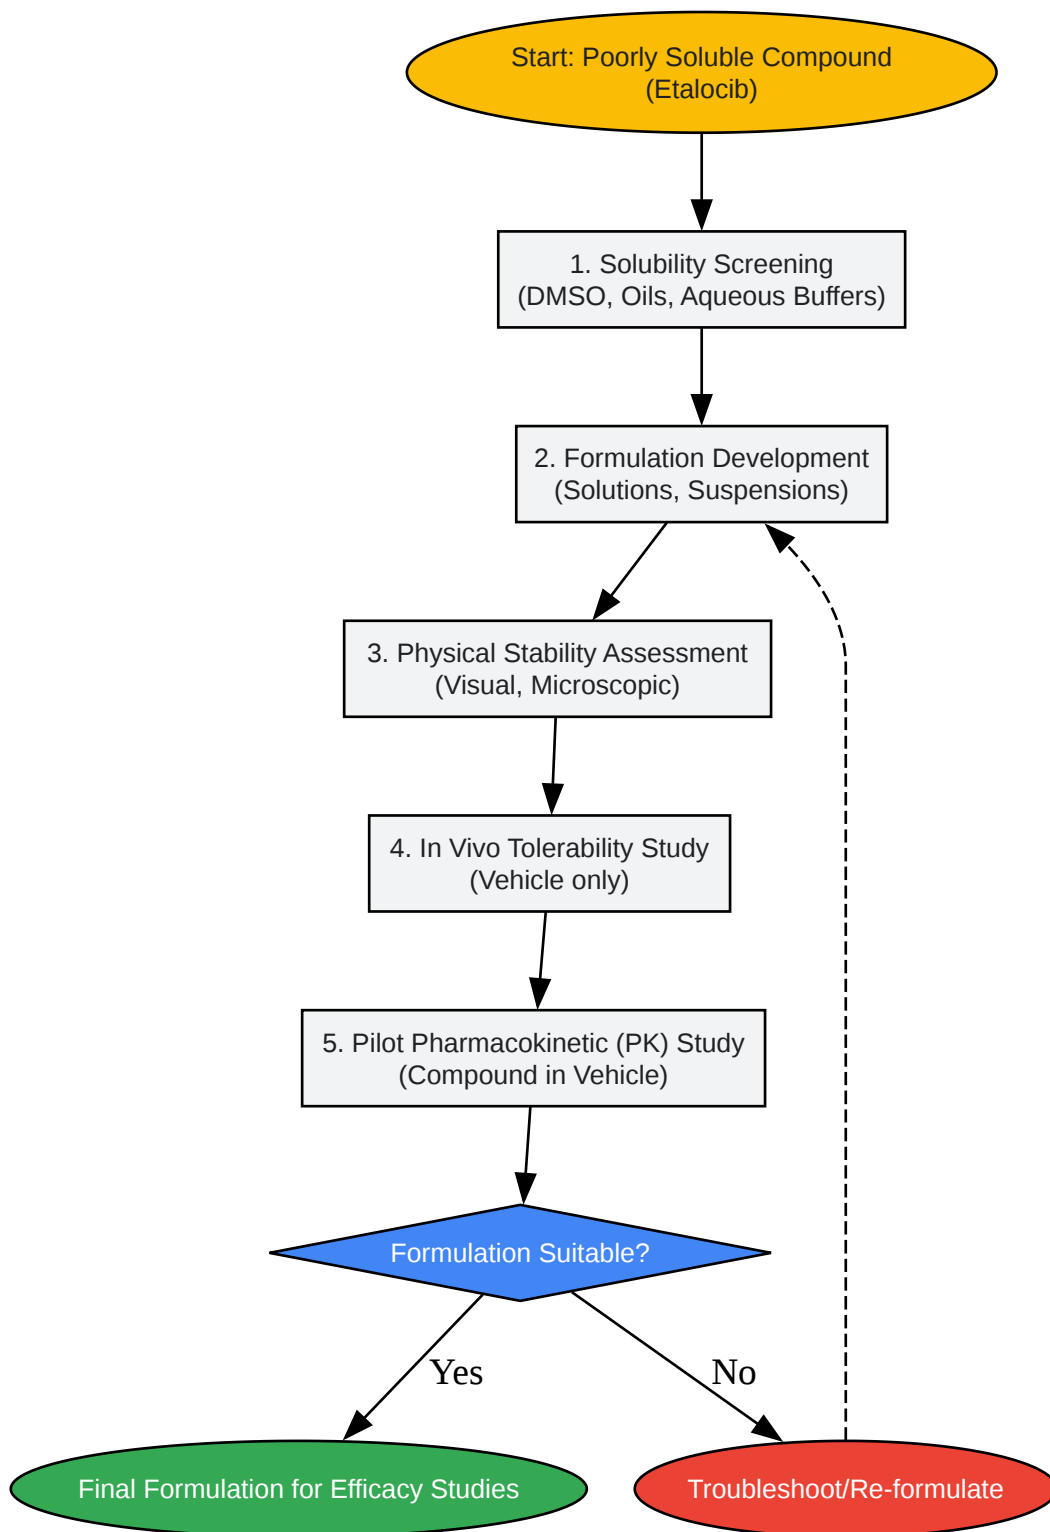 Start: Poorly Soluble Compound
(Etalocib)
1. Solubility Screening
(DMSO, Oils, Aqueous Buffers)
2. Formulation Development
(Solutions, Suspensions)
3. Physical Stability Assessment
(Visual, Microscopic)
4. In Vivo Tolerability Study
(Vehicle only)
5. Pilot Pharmacokinetic (PK) Study
(Compound in Vehicle)
Formulation Suitable?
Yes
No
Final Formulation for Efficacy Studies
Troubleshoot/Re-formulate